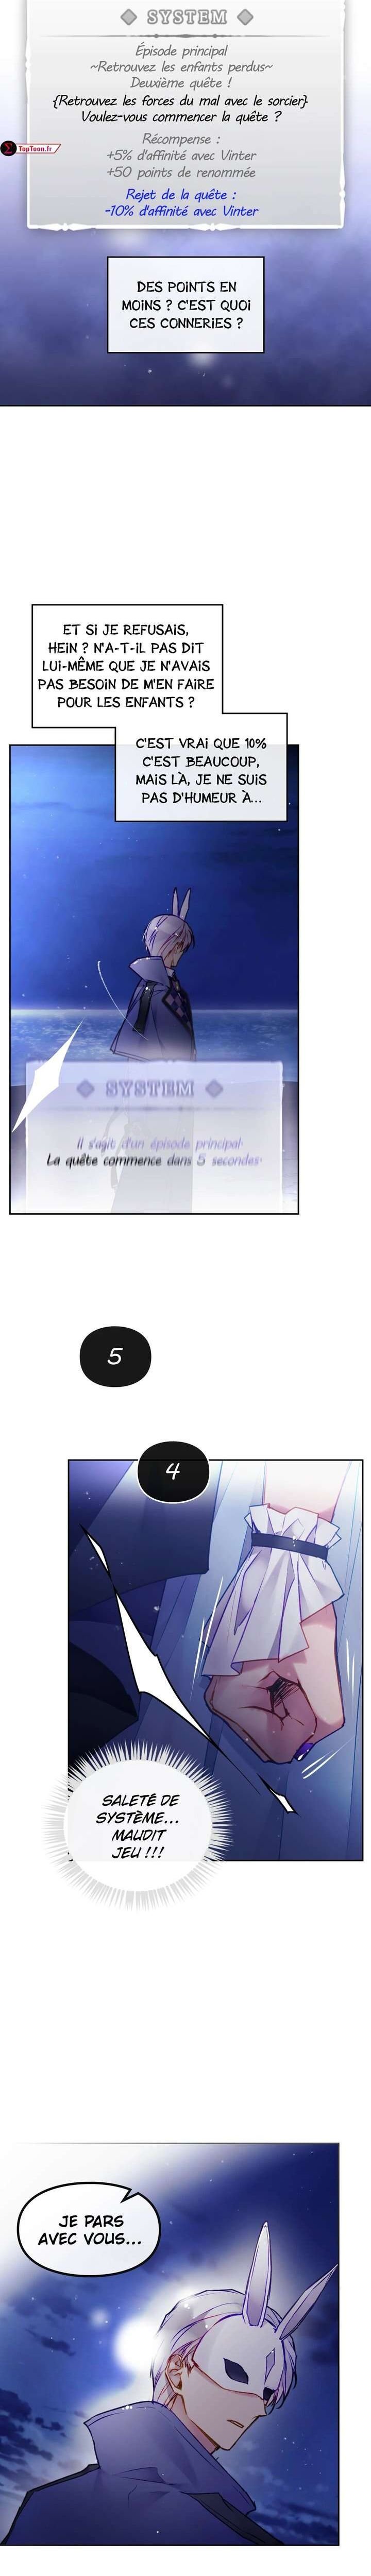 SYSTEM
Épisode principal
~Retrouvez les enfants perdus~
Deuxième quête !
{Retrouvez les forces du mal avec le sorcier}
Voulez-vous commencer la quête ?
TopToon.fr
Récompense :
+5% d'affinité avec Vinter
+50 points de renommée
Rejet de la quête :
-10% d'affinité avec Vinter
DES POINTS EN
MOINS ? C'EST QUOI
CES CONNERIES ?
ET SI JE REFUSAIS,
HEIN ? N'A-T-IL PAS DIT
LUI-MÊME QUE JE N'AVAIS
PAS BESOIN DE M'EN FAIRE
POUR LES ENFANTS ?
C'EST VRAI QUE 10%
C'EST BEAUCOUP,
MAIS LÀ, JE NE SUIS
PAS D'HUMEUR À...
SYSTEM
Il s'agit d'un épisode principal.
La quête commence dans 5 secondes.
5
4
SALETÉ DE
SYSTÈME...
MAUDIT
JEU !!!
JE PARS
AVEC VOUS...